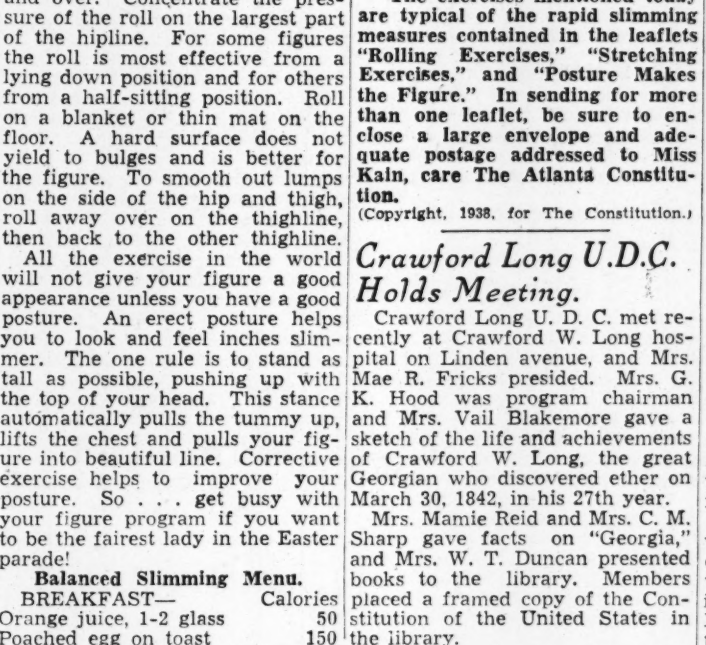 and over. Concentrate the pres-
sure of the roll on the largest part
of the hipline. For some figures
the roll is most effective from a
lying down position and for others
from a half-sitting position. Roll
on a blanket or thin mat on the
floor. A hard surface does not
yield to bulges and is better for
the figure. To smooth out lumps
on the side of the hip and thigh,
roll away over on the thighline,
then back to the other thighline.
All the exercise in the world
will not give your figure a good
appearance unless you have a good
posture. An erect posture helps
you to look and feel inches slim-
mer. The one rule is to stand as
tall as possible, pushing up with
the top of your head. This stance
automatically pulls the tummy up,
lifts the chest and pulls your fig-
ure into beautiful line. Corrective
exercise helps to improve your
posture. So . . . get busy with
your figure program if you want
to be the fairest lady in the Easter
parade!
Balanced Slimming Menu.
BREAKFAST— Calories
Orange juice, 1-2 glass 50
Poached egg on toast 150
The exercises mentioned today
are typical of the rapid slimming
measures contained in the leaflets
"Rolling Exercises," "Stretching
Exercises," and "Posture Makes
the Figure." In sending for more
than one leaflet, be sure to en-
close a large envelope and ade-
quate postage addressed to Miss
Kain, care The Atlanta Constitu-
tion.
(Copyright, 1938, for The Constitution.)
Crawford Long U.D.C.
Holds Meeting.
Crawford Long U. D. C. met re-
cently at Crawford W. Long hos-
pital on Linden avenue, and Mrs.
Mae R. Fricks presided. Mrs. G.
K. Hood was program chairman
and Mrs. Vail Blakemore gave a
sketch of the life and achievements
of Crawford W. Long, the great
Georgian who discovered ether on
March 30, 1842, in his 27th year.
Mrs. Mamie Reid and Mrs. C. M.
Sharp gave facts on "Georgia,"
and Mrs. W. T. Duncan presented
books to the library. Members
placed a framed copy of the Con-
stitution of the United States in
the library.